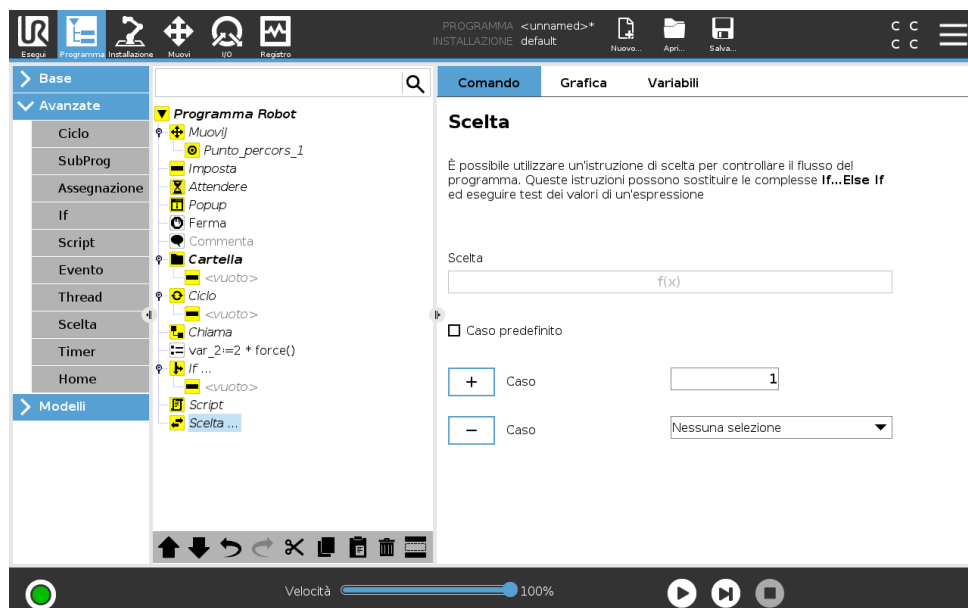 UR
Esegui
Programma
Installazione
Muovi
I/O
Registro
PROGRAMMA <unnamed>*
INSTALLAZIONE default
Nuovo...
Apri...
Salva...
C C
C C
Base
Avanzate
Ciclo
SubProg
Assegnazione
If
Script
Evento
Thread
Scelta
Timer
Home
Modelli
Programma Robot
MuoviJ
Punto_percors_1
Imposta
Attendere
Popup
Ferma
Commenta
Cartella
<vuoto>
Ciclo
<vuoto>
Chiama
var_2:=2 * force()
If ...
<vuoto>
Script
Scelta ...
Comando Grafica Variabili
Scelta
È possibile utilizzare un'istruzione di scelta per controllare il flusso del
programma. Queste istruzioni possono sostituire le complesse If...Else If
ed eseguire test dei valori di un'espressione
Scelta
f(x)
Caso predefinito
+ Caso 1
− Caso Nessuna selezione
Velocità 100%